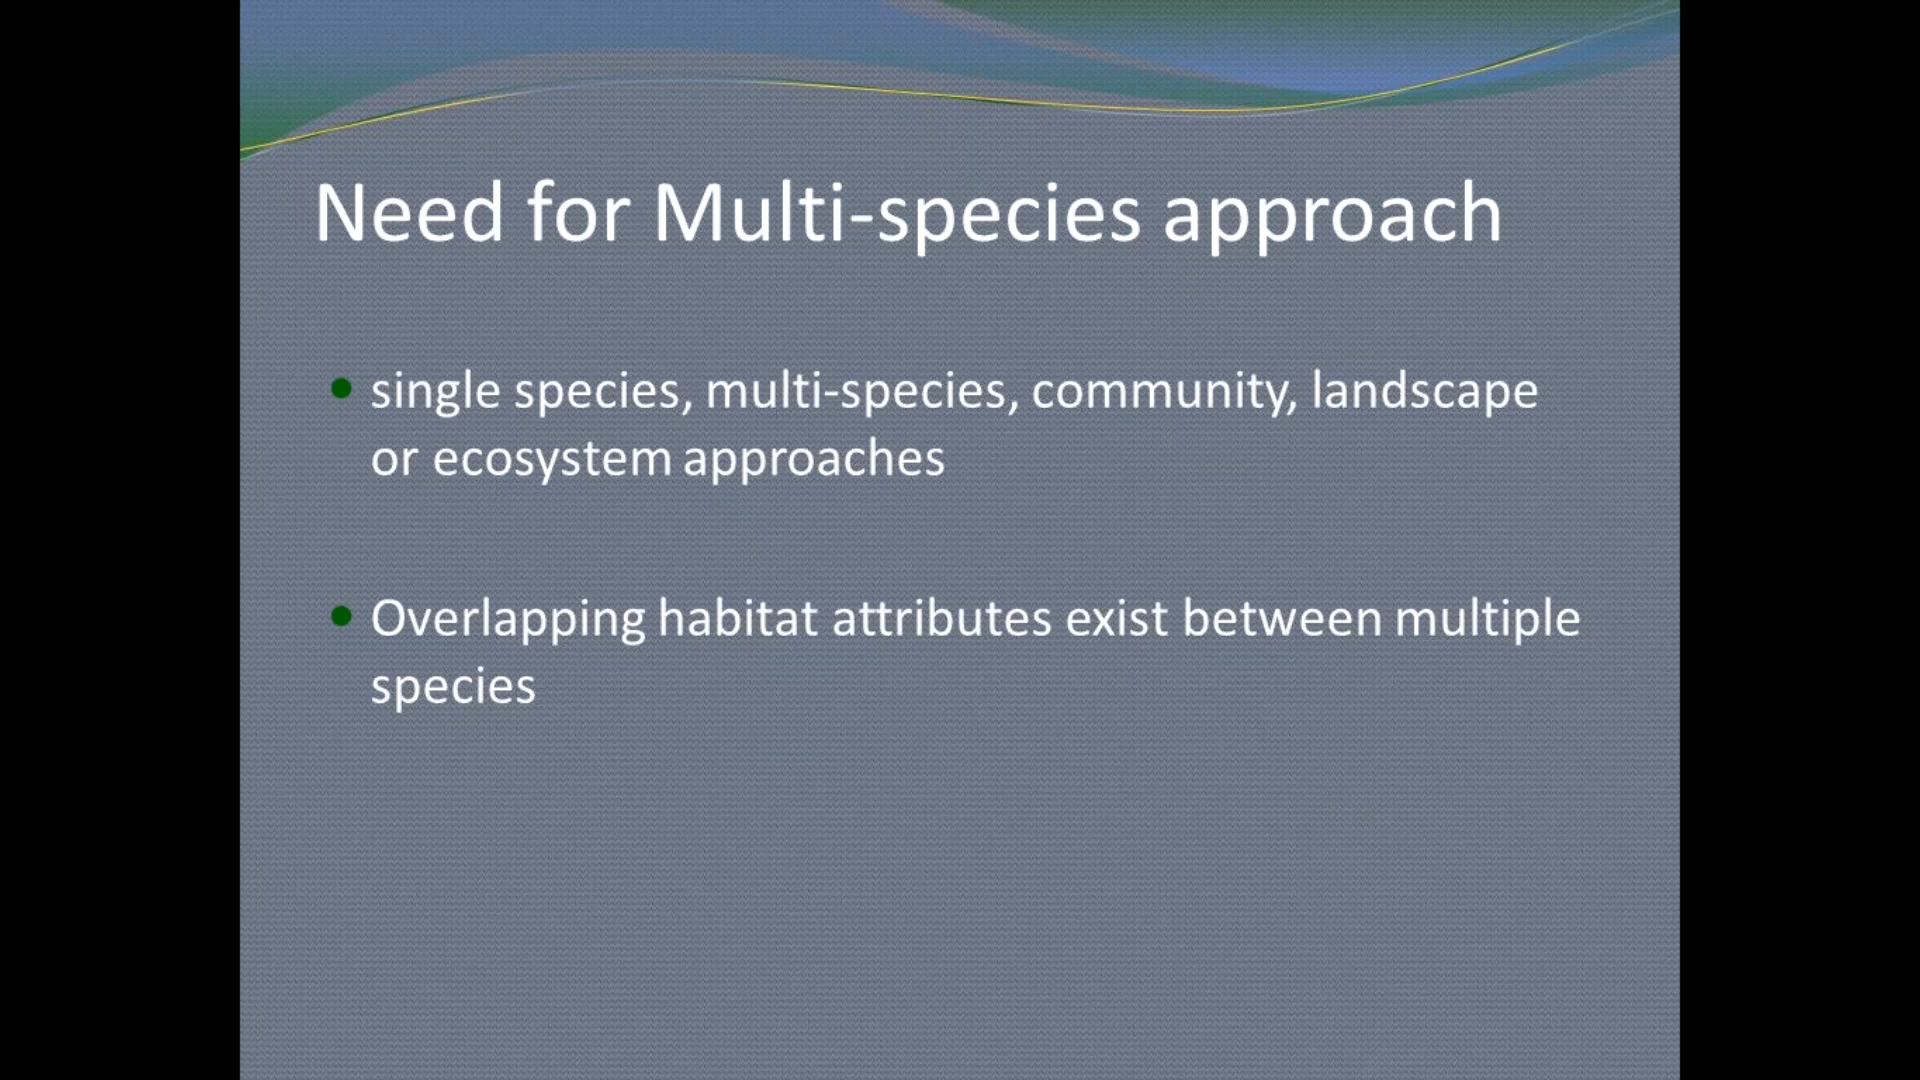 Need for Multi-species approach
single species, multi-species, community, landscape
or ecosystem approaches
Overlapping habitat attributes exist between multiple
species